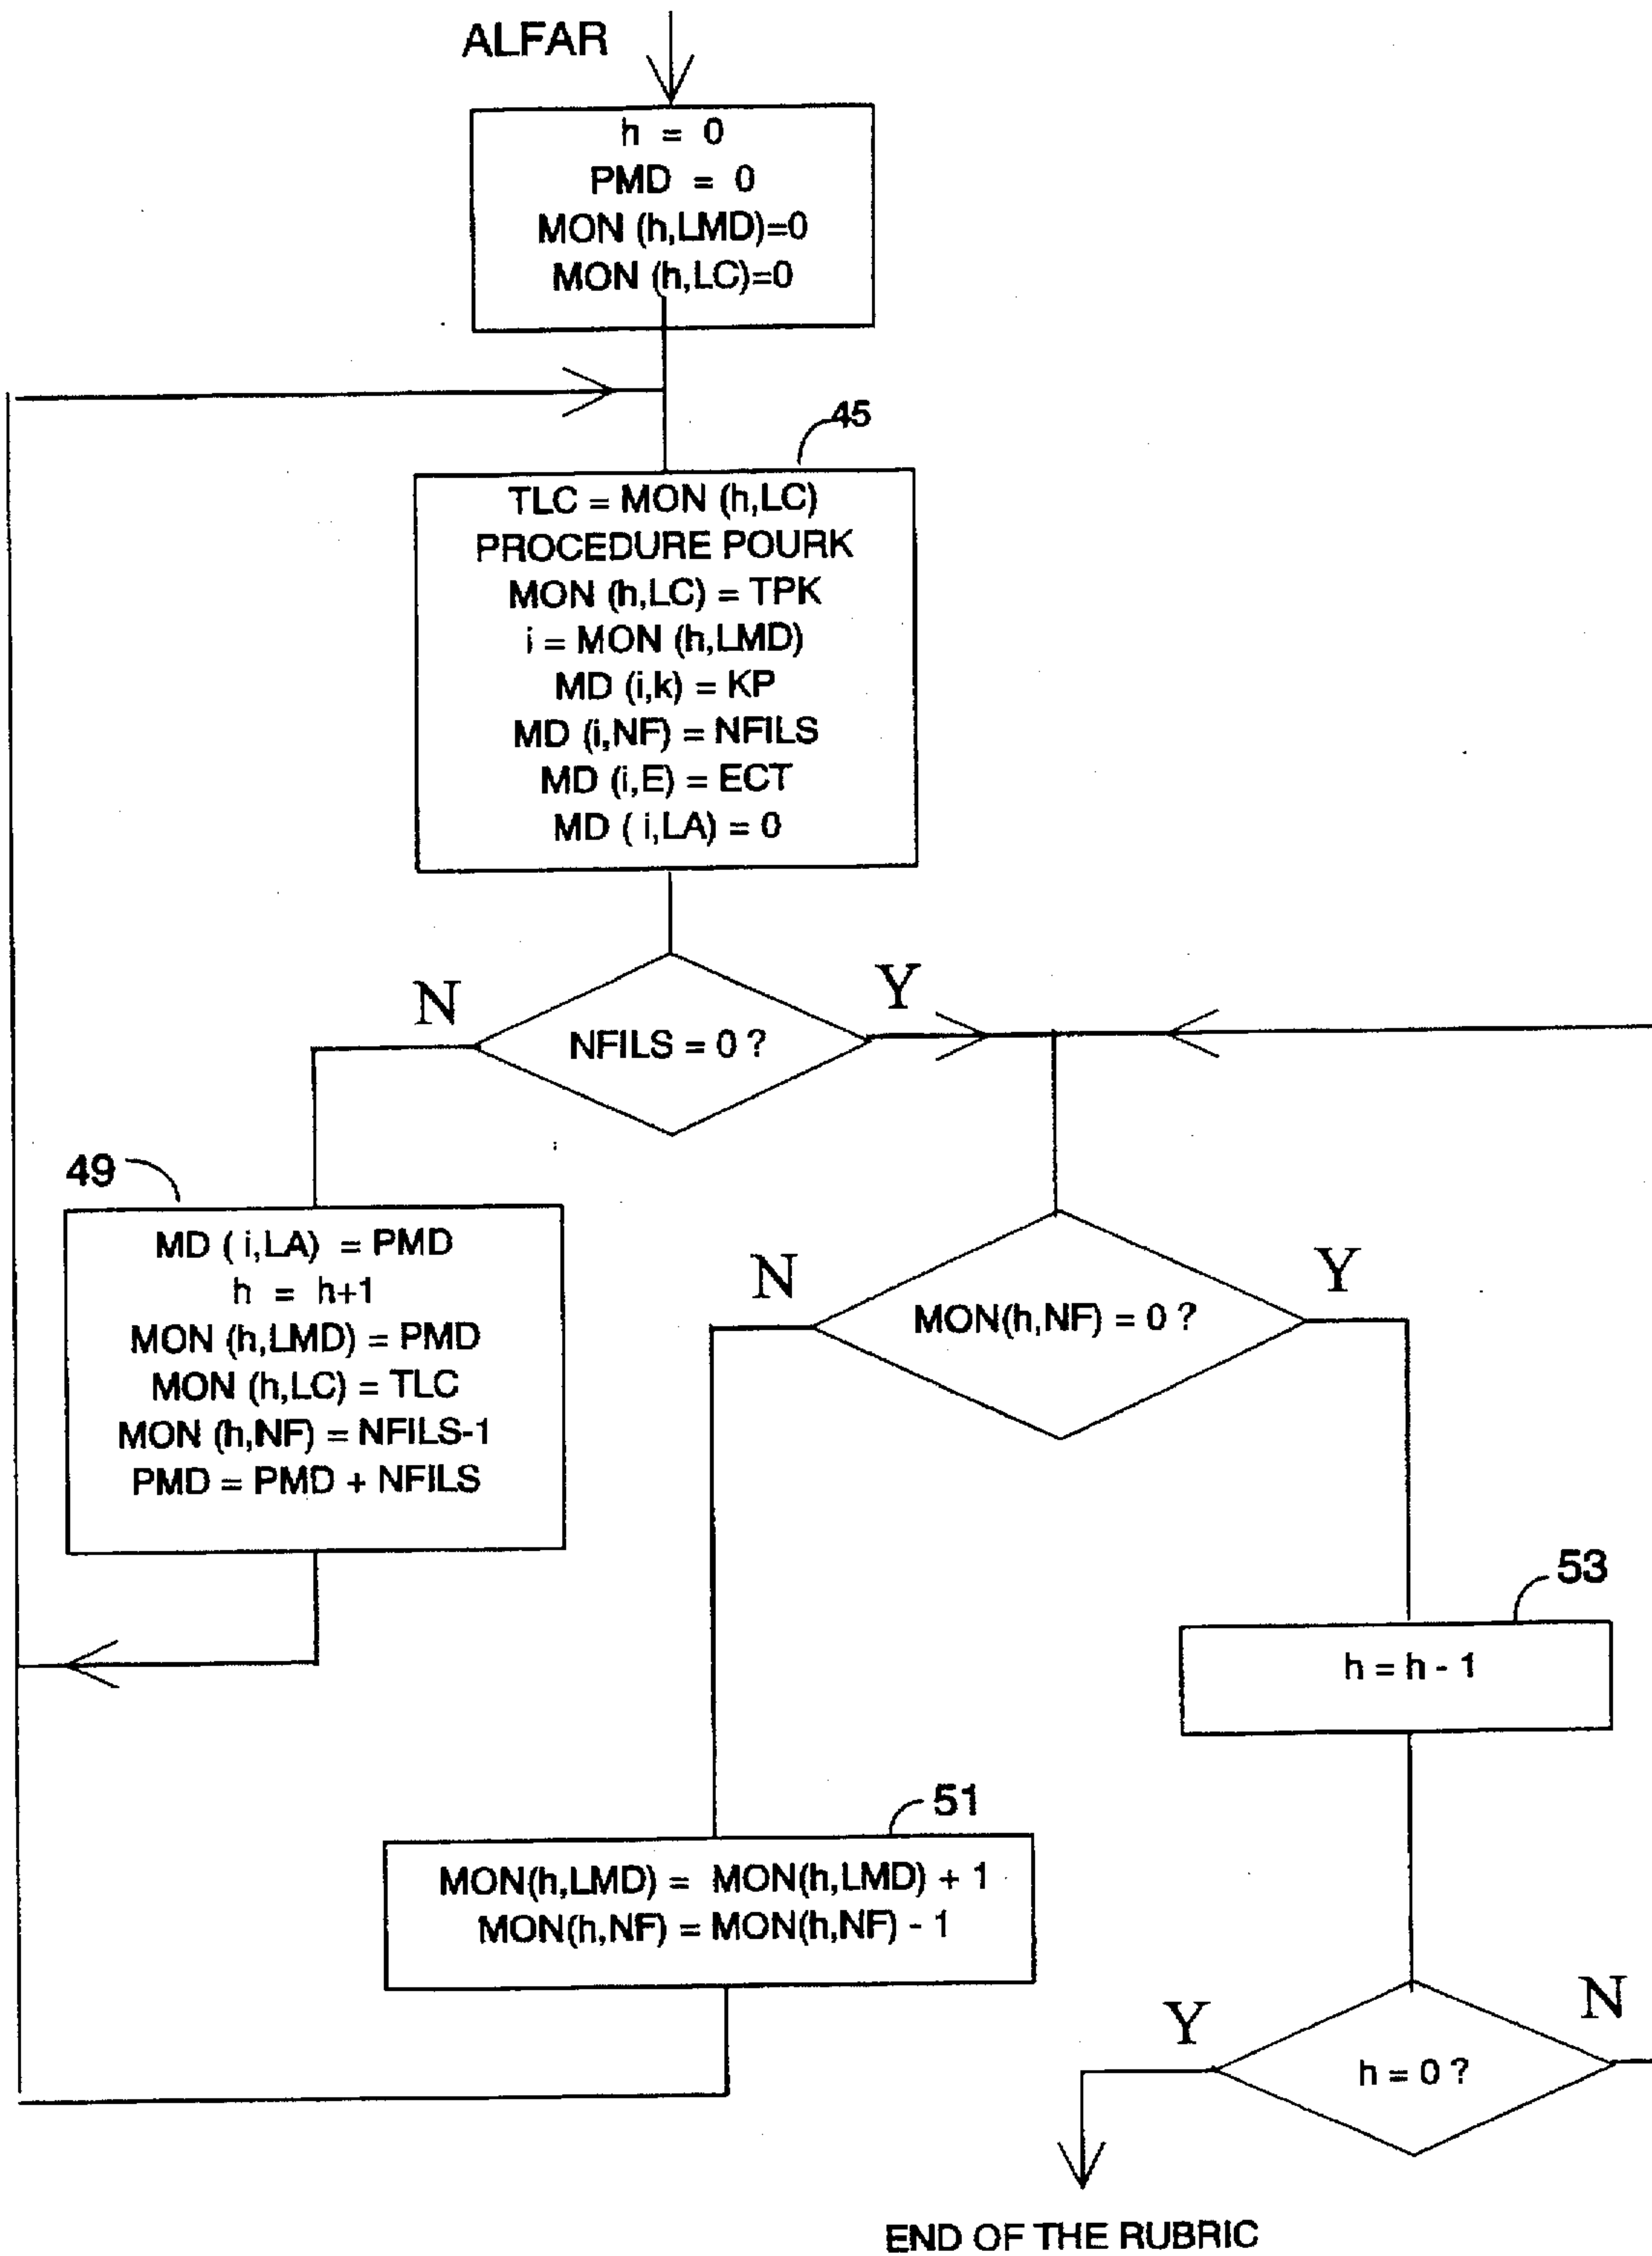 ALFAR
h = 0
PMD = 0
MON (h,LMD)=0
MON (h,LC)=0
45
TLC = MON (h,LC)
PROCEDURE POURK
MON (h,LC) = TPK
i = MON (h,LMD)
MD (i,k) = KP
MD (i,NF) = NFILS
MD (i,E) = ECT
MD ( i,LA) = 0
N
Y
NFILS = 0 ?
49
MD ( i,LA) = PMD
h = h+1
MON (h,LMD) = PMD
MON (h,LC) = TLC
MON (h,NF) = NFILS-1
PMD = PMD + NFILS
N
Y
MON(h,NF) = 0 ?
53
h = h - 1
51
MON(h,LMD) = MON(h,LMD) + 1
MON(h,NF) = MON(h,NF) - 1
Y
N
h = 0 ?
END OF THE RUBRIC